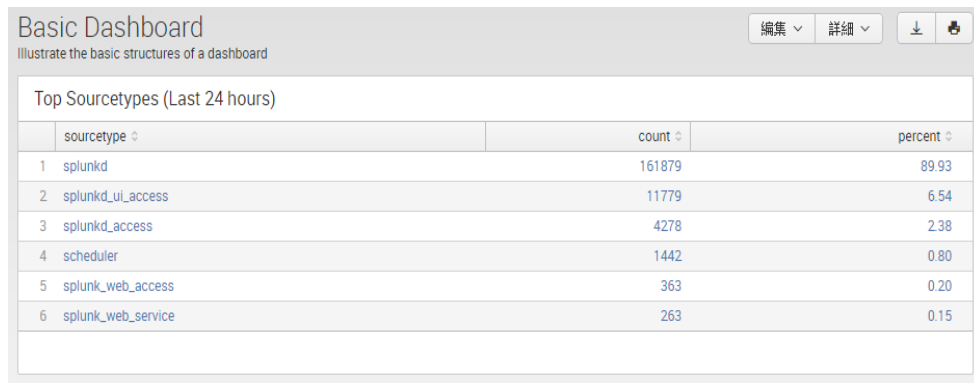 Basic Dashboard
編集 詳細
Illustrate the basic structures of a dashboard
Top Sourcetypes (Last 24 hours)
sourcetype count percent
1 splunkd 161879 89.93
2 splunkd_ui_access 11779 6.54
3 splunkd_access 4278 2.38
4 scheduler 1442 0.80
5 splunk_web_access 363 0.20
6 splunk_web_service 263 0.15